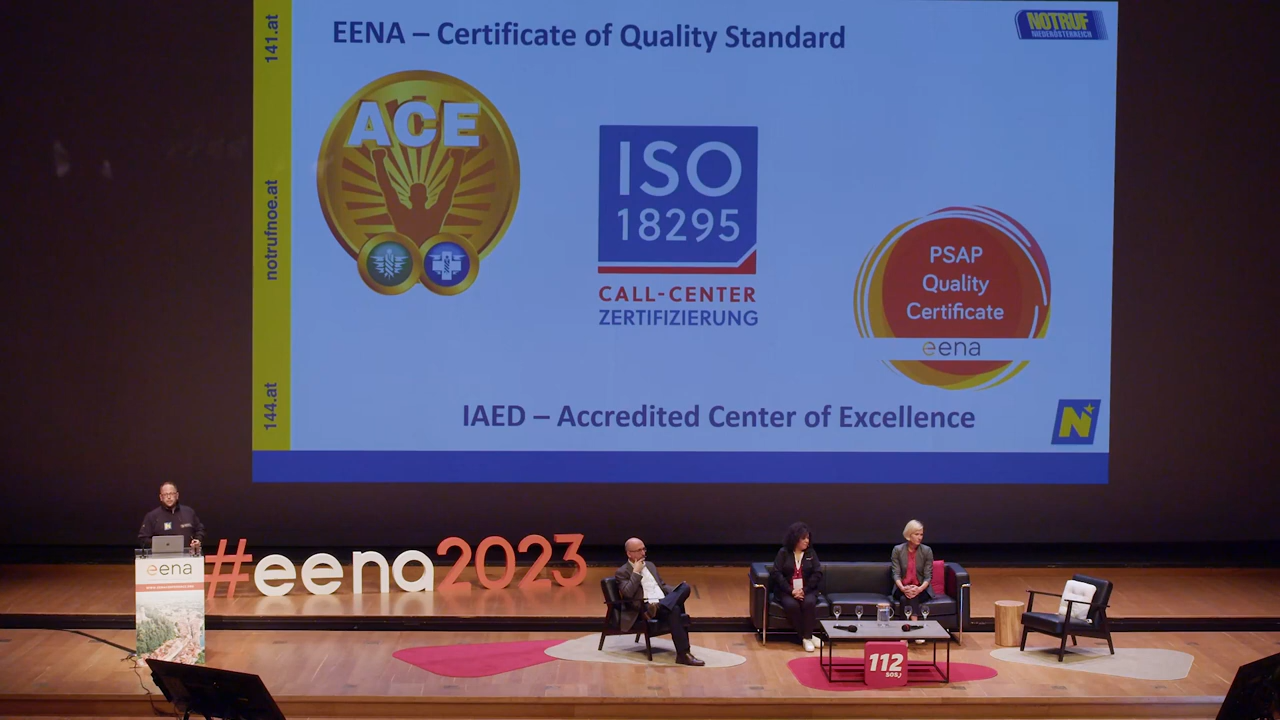 141.at
notrufnoe.at
144.at
EENA – Certificate of Quality Standard
NOTRUF
NIEDERÖSTERREICH
ACE
ISO
18295
CALL-CENTER
ZERTIFIZIERUNG
PSAP
Quality
Certificate
eena
IAED – Accredited Center of Excellence
N
eena
#eena2023
112
SOS